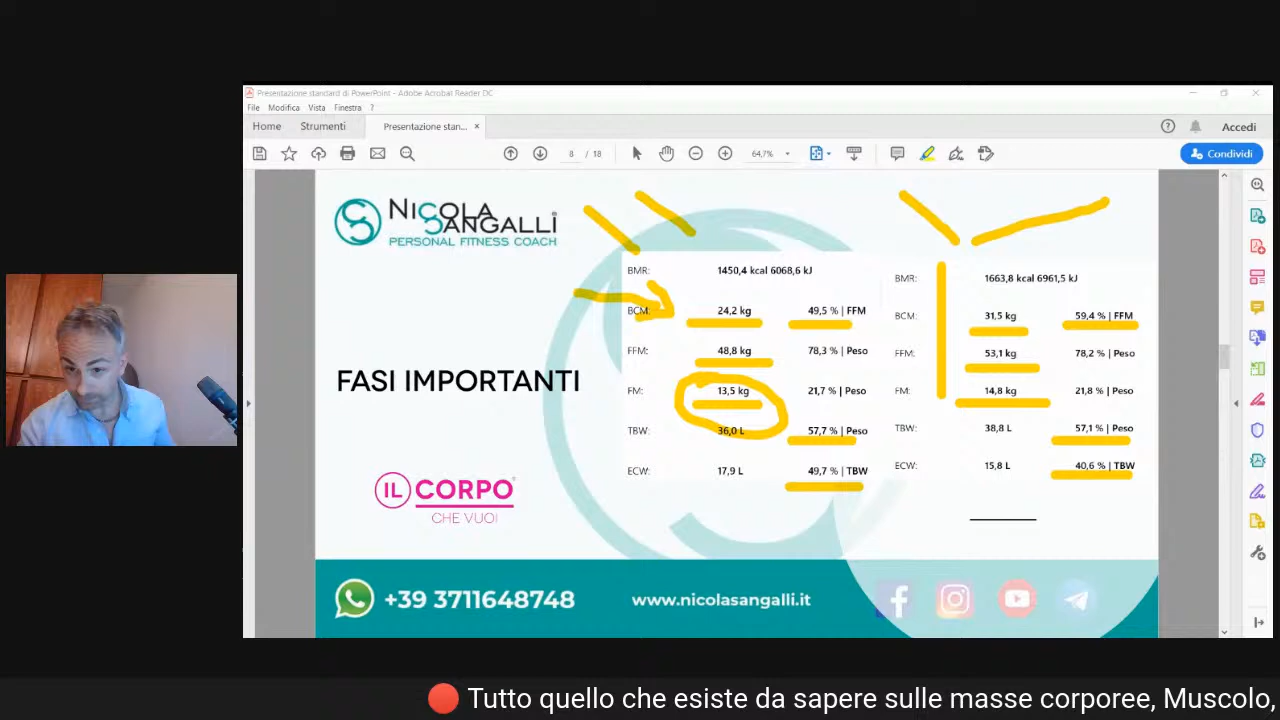 Presentazione standard di PowerPoint - Adobe Acrobat Reader DC
File Modifica Vista Finestra ?
Home Strumenti Presentazione stan... × Accedi
8 / 18 64,7% Condividi
NICOLA SANGALLI®
PERSONAL FITNESS COACH
FASI IMPORTANTI
IL CORPO®
CHE VUOI
BMR: 1450,4 kcal 6068,6 kJ
BCM: 24,2 kg 49,5 % | FFM
FFM: 48,8 kg 78,3 % | Peso
FM: 13,5 kg 21,7 % | Peso
TBW: 36,0 L 57,7 % | Peso
ECW: 17,9 L 49,7 % | TBW
BMR: 1663,8 kcal 6961,5 kJ
BCM: 31,5 kg 59,4 % | FFM
FFM: 53,1 kg 78,2 % | Peso
FM: 14,8 kg 21,8 % | Peso
TBW: 38,8 L 57,1 % | Peso
ECW: 15,8 L 40,6 % | TBW
+39 3711648748 www.nicolasangalli.it
Tutto quello che esiste da sapere sulle masse corporee, Muscolo,